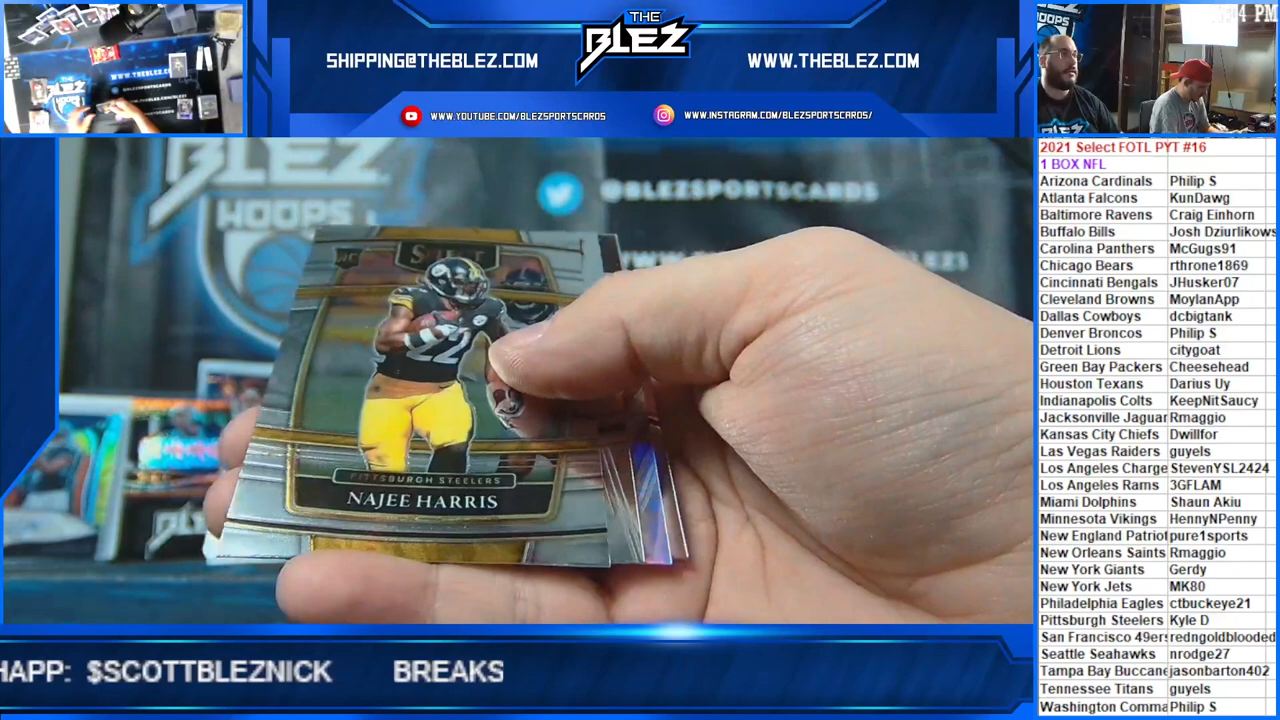 THE
BLEZ
SHIPPING@THEBLEZ.COM
WWW.THEBLEZ.COM
WWW.YOUTUBE.COM/BLEZSPORTSCARDS
WWW.INSTAGRAM.COM/BLEZSPORTSCARDS/
BLEZ
HOOPS
@BLEZSPORTSCARDS
22
PITTSBURGH STEELERS
NAJEE HARRIS
HAPP: $SCOTTBLEZNICK BREAKS
HOOPS
4 PM
2021 Select FOTL PYT #16
1 BOX NFL
Arizona Cardinals Philip S
Atlanta Falcons KunDawg
Baltimore Ravens Craig Einhorn
Buffalo Bills Josh Dziurlikows
Carolina Panthers McGugs91
Chicago Bears rthrone1869
Cincinnati Bengals JHusker07
Cleveland Browns MoylanApp
Dallas Cowboys dcbigtank
Denver Broncos Philip S
Detroit Lions citygoat
Green Bay Packers Cheesehead
Houston Texans Darius Uy
Indianapolis Colts KeepNitSaucy
Jacksonville Jaguar Rmaggio
Kansas City Chiefs Dwillfor
Las Vegas Raiders guyels
Los Angeles Charge StevenYSL2424
Los Angeles Rams 3GFLAM
Miami Dolphins Shaun Akiu
Minnesota Vikings HennyNPenny
New England Patriot pure1sports
New Orleans Saints Rmaggio
New York Giants Gerdy
New York Jets MK80
Philadelphia Eagles ctbuckeye21
Pittsburgh Steelers Kyle D
San Francisco 49ers redngoldblooded
Seattle Seahawks nrodge27
Tampa Bay Buccane jasonbarton402
Tennessee Titans guyels
Washington Comma Philip S